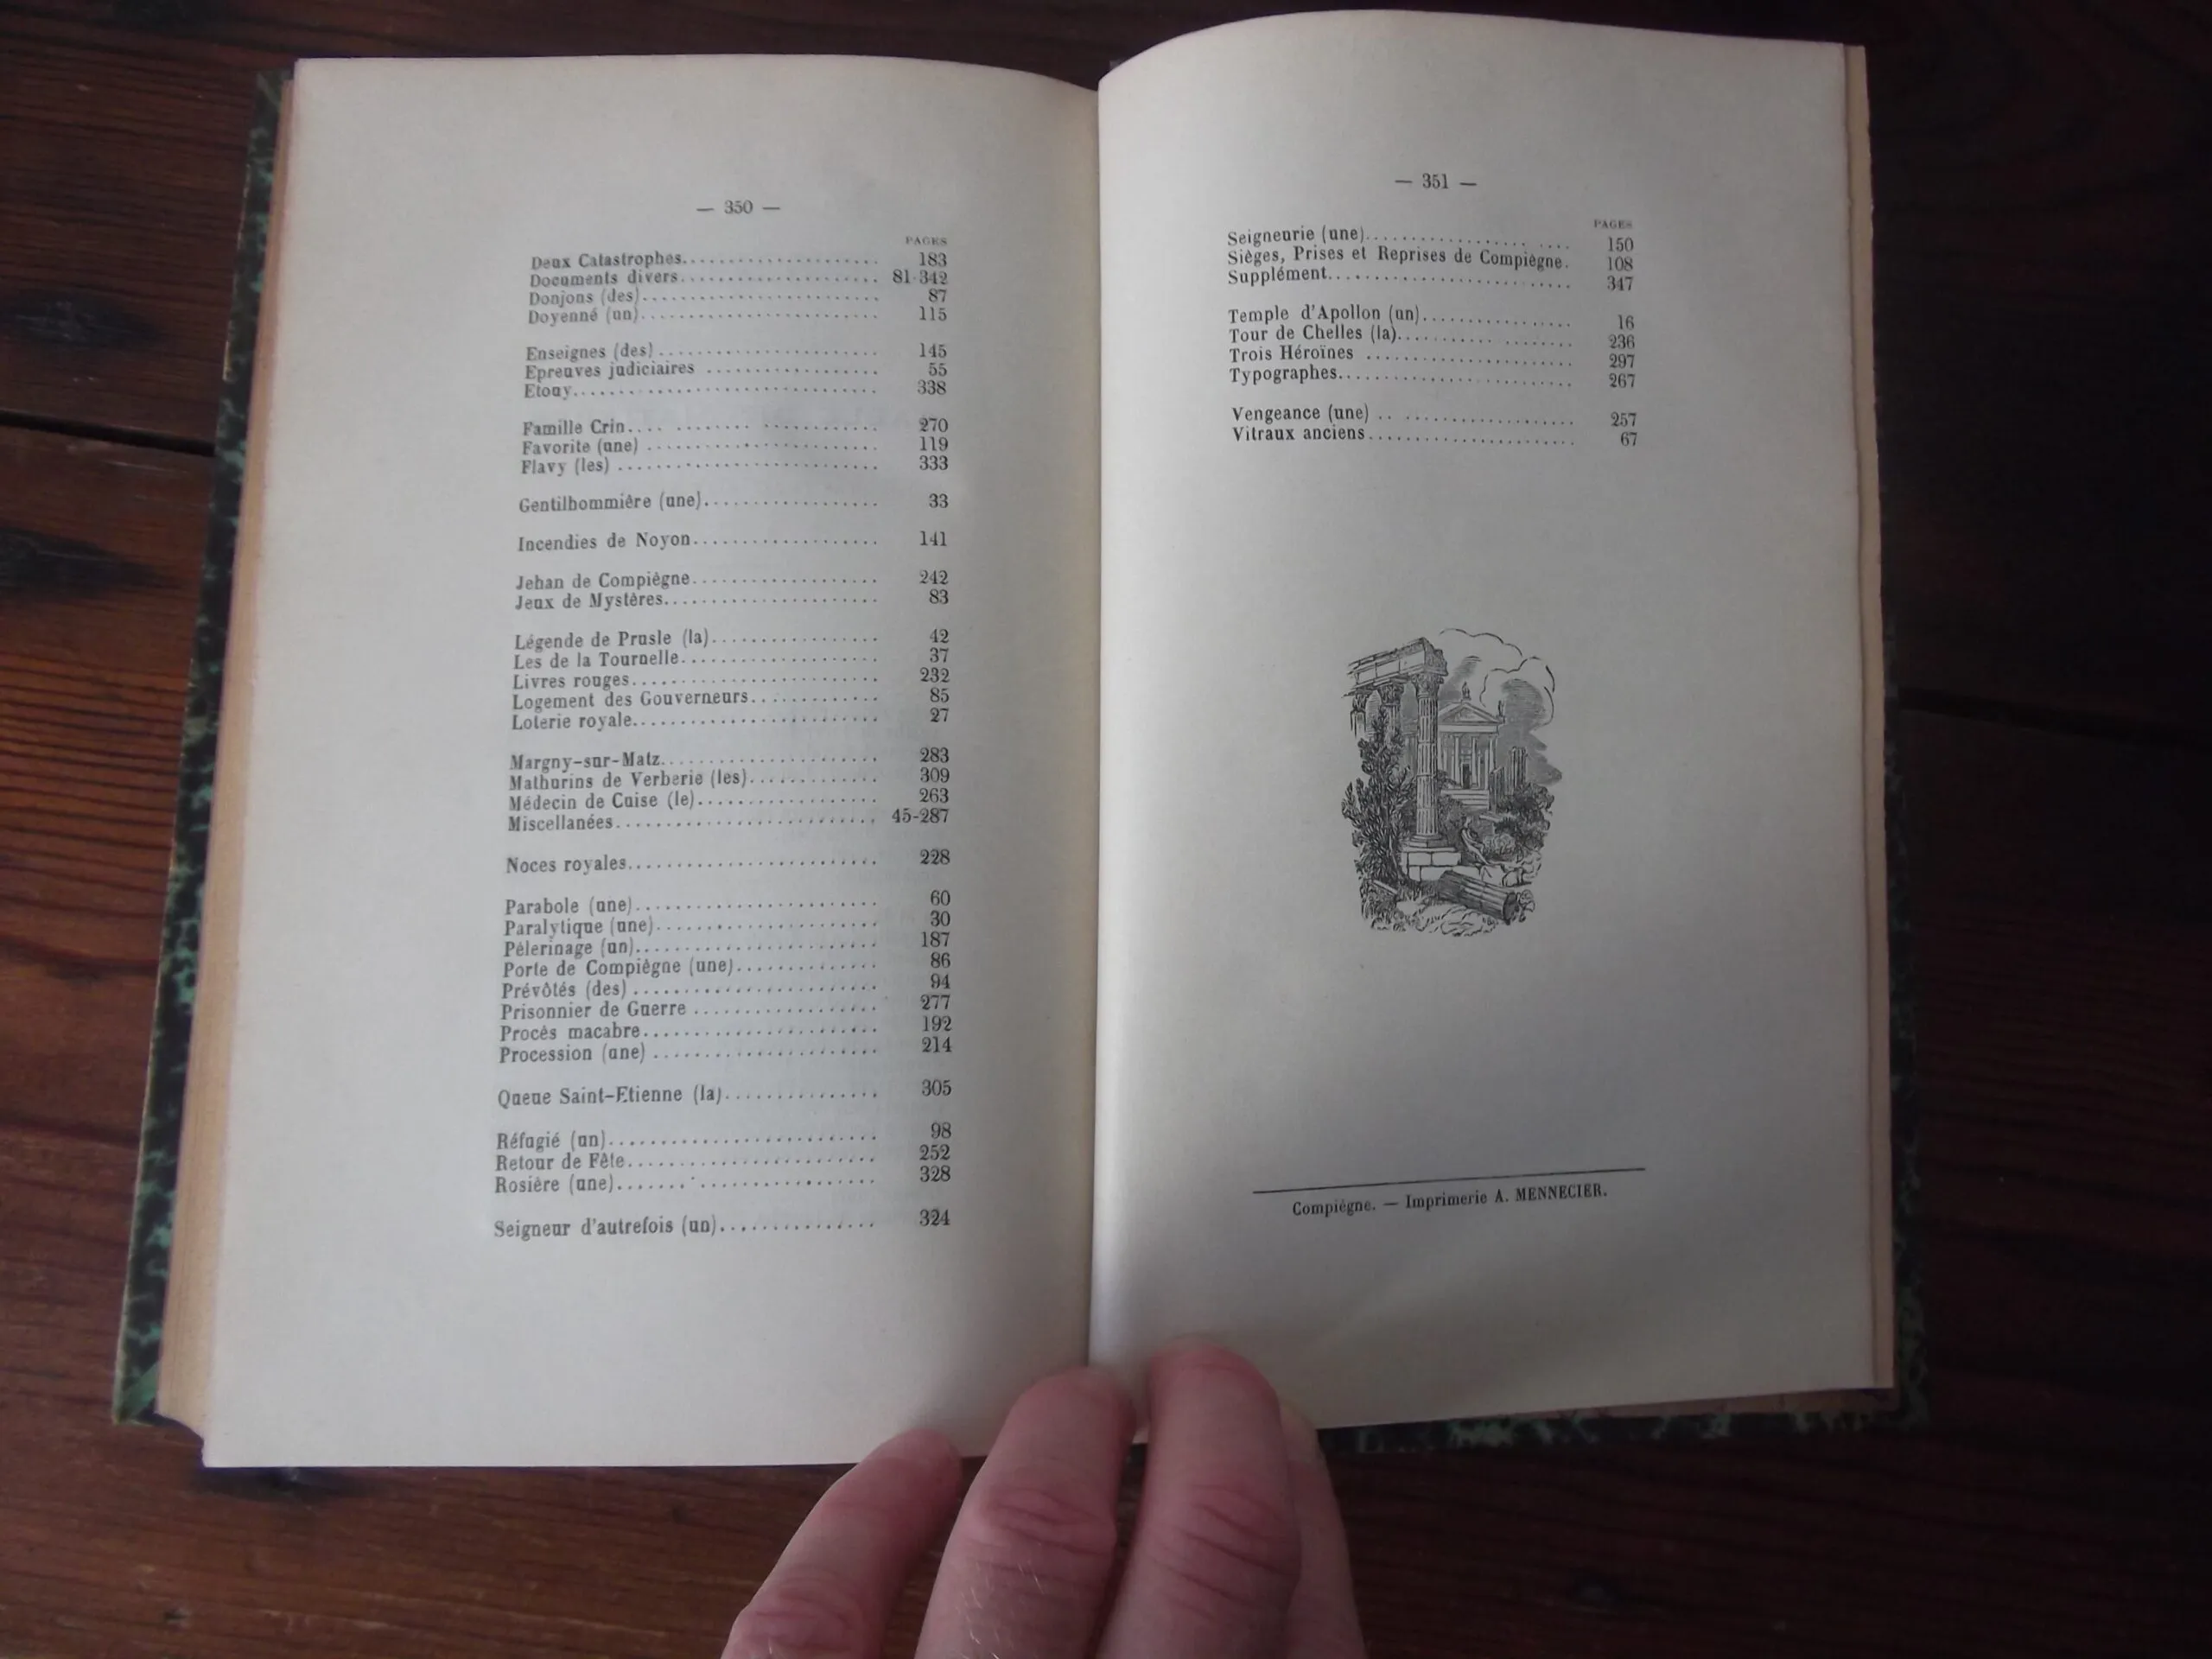 — 350 —
PAGES
Deux Catastrophes...................... 183
Documents divers...................... 81-342
Donjons (des)........................... 87
Doyenné (un)........................... 115
Enseignes (des)........................ 145
Epreuves judiciaires................... 55
Etouy................................ 338
Famille Crin........................... 270
Favorite (une)......................... 119
Flavy (les)............................ 333
Gentilhommière (une).................. 33
Incendies de Noyon.................... 141
Jehan de Compiègne.................... 242
Jeux de Mystères....................... 83
Légende de Prusle (la).................. 42
Les de la Tournelle..................... 37
Livres rouges.......................... 232
Logement des Gouverneurs............. 85
Loterie royale.......................... 27
Margny-sur-Matz....................... 283
Mathurins de Verberie (les)............. 309
Médecin de Cuise (le)................... 263
Miscellanées........................... 45-287
Noces royales.......................... 228
Parabole (une)......................... 60
Paralytique (une)....................... 30
Pèlerinage (un)......................... 187
Porte de Compiègne (une).............. 86
Prévôtés (des)......................... 94
Prisonnier de Guerre................... 277
Procès macabre........................ 192
Procession (une)....................... 214
Queue Saint-Etienne (la)................ 305
Réfugié (un)........................... 98
Retour de Fête......................... 252
Rosière (une).......................... 328
Seigneur d'autrefois (un)................ 324
— 351 —
PAGES
Seigneurie (une)........................ 150
Sièges, Prises et Reprises de Compiègne. 108
Supplément............................ 347
Temple d'Apollon (un).................. 16
Tour de Chelles (la)..................... 236
Trois Héroïnes......................... 297
Typographes........................... 267
Vengeance (une)....................... 257
Vitraux anciens........................ 67
Compiègne. — Imprimerie A. MENNECIER.